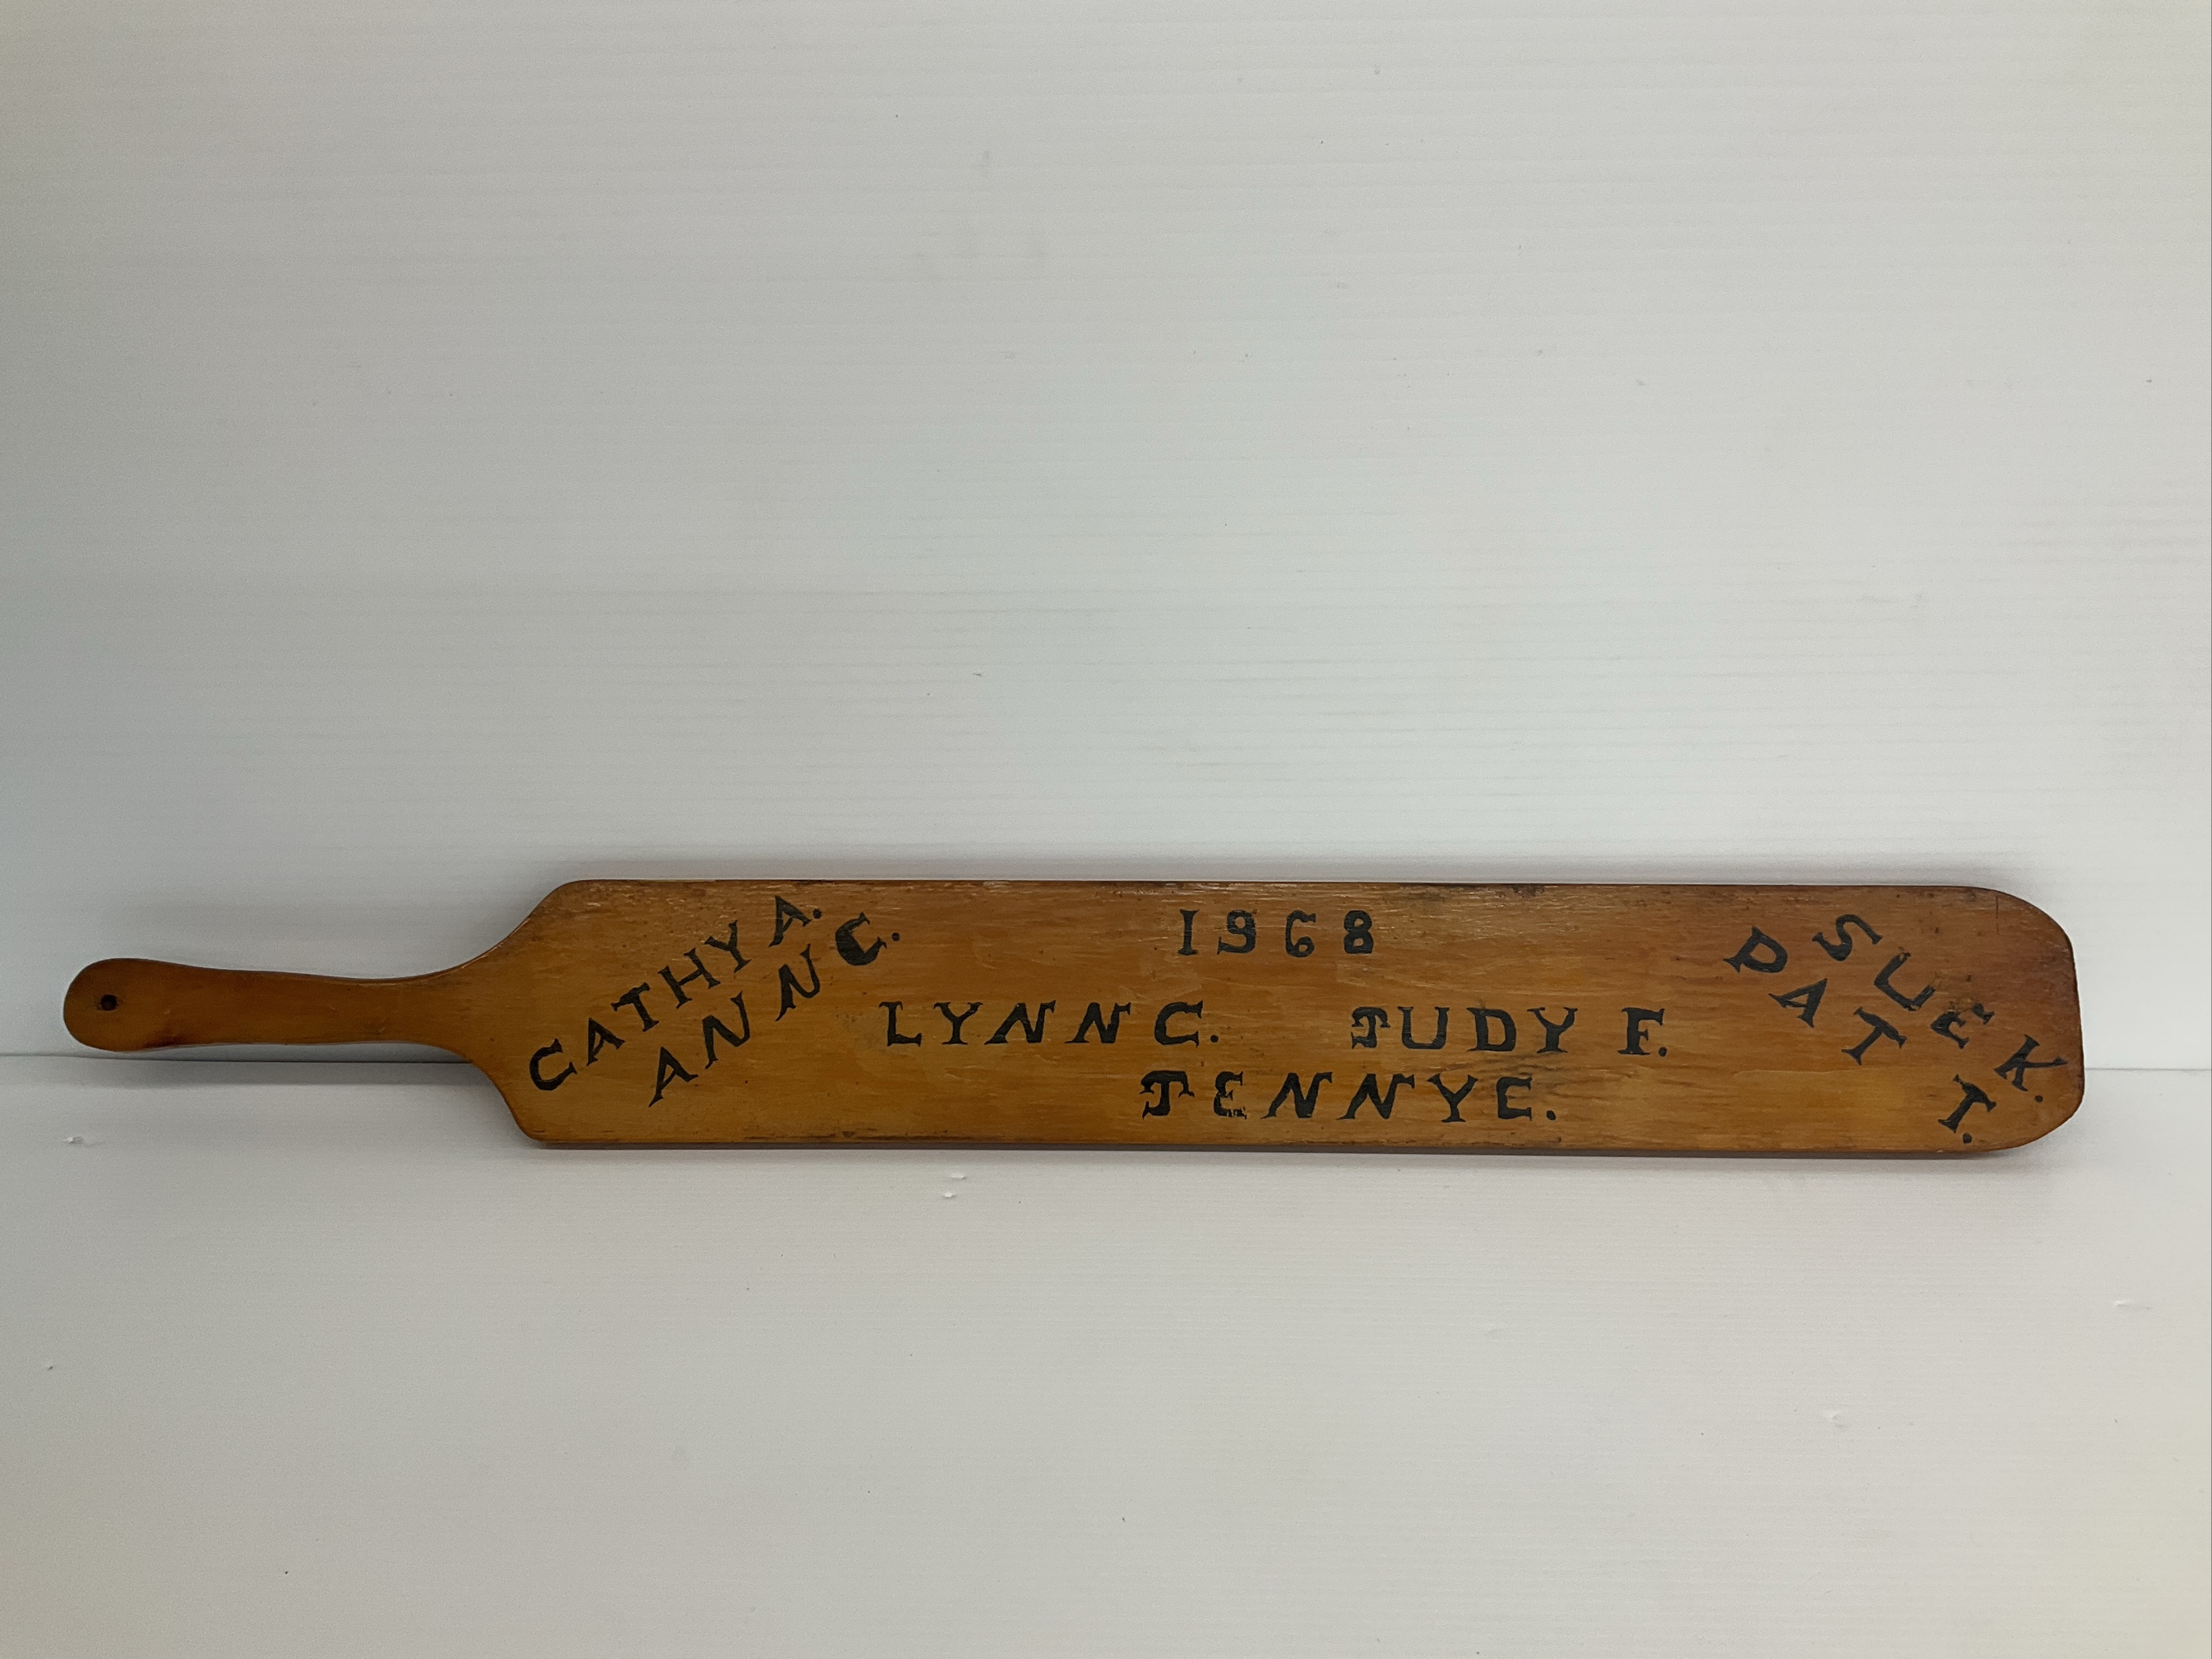 CATHY A.
ANN C.
1968
LYNN C. JUDY F.
JENNY C.
SUE K.
PAT T.